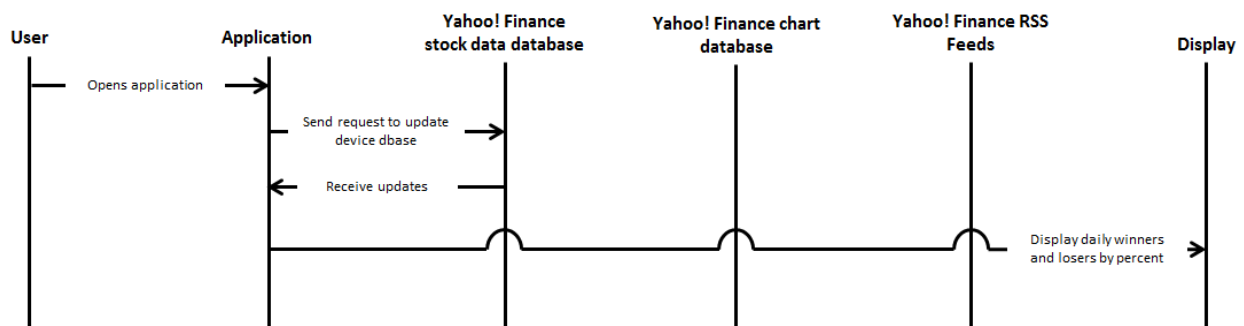 User
Application
Yahoo! Finance
stock data database
Yahoo! Finance chart
database
Yahoo! Finance RSS
Feeds
Display
Opens application
Send request to update
device dbase
Receive updates
Display daily winners
and losers by percent